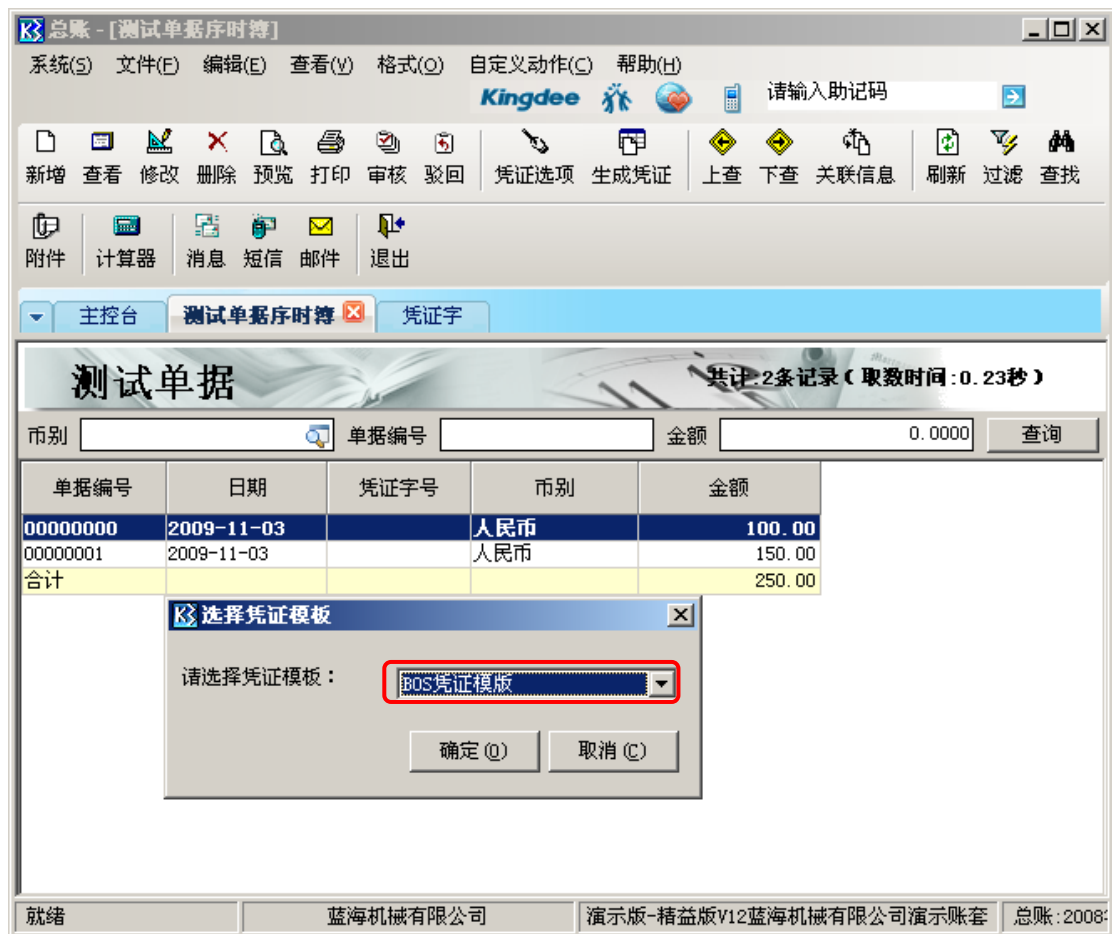 总账 - [测试单据序时簿]
系统(S) 文件(F) 编辑(E) 查看(V) 格式(O) 自定义动作(C) 帮助(H)
Kingdee 请输入助记码
新增 查看 修改 删除 预览 打印 审核 驳回 凭证选项 生成凭证 上查 下查 关联信息 刷新 过滤 查找
附件 计算器 消息 短信 邮件 退出
主控台 测试单据序时簿 凭证字
测试单据 共计:2条记录(取数时间:0.23秒)
币别 单据编号 金额 0.0000 查询
单据编号 日期 凭证字号 币别 金额
00000000 2009-11-03 人民币 100.00
00000001 2009-11-03 人民币 150.00
合计 250.00
选择凭证模板
请选择凭证模板: BOS凭证模版
确定(O) 取消(C)
就绪 蓝海机械有限公司 演示版-精益版V12蓝海机械有限公司演示账套 总账:2008